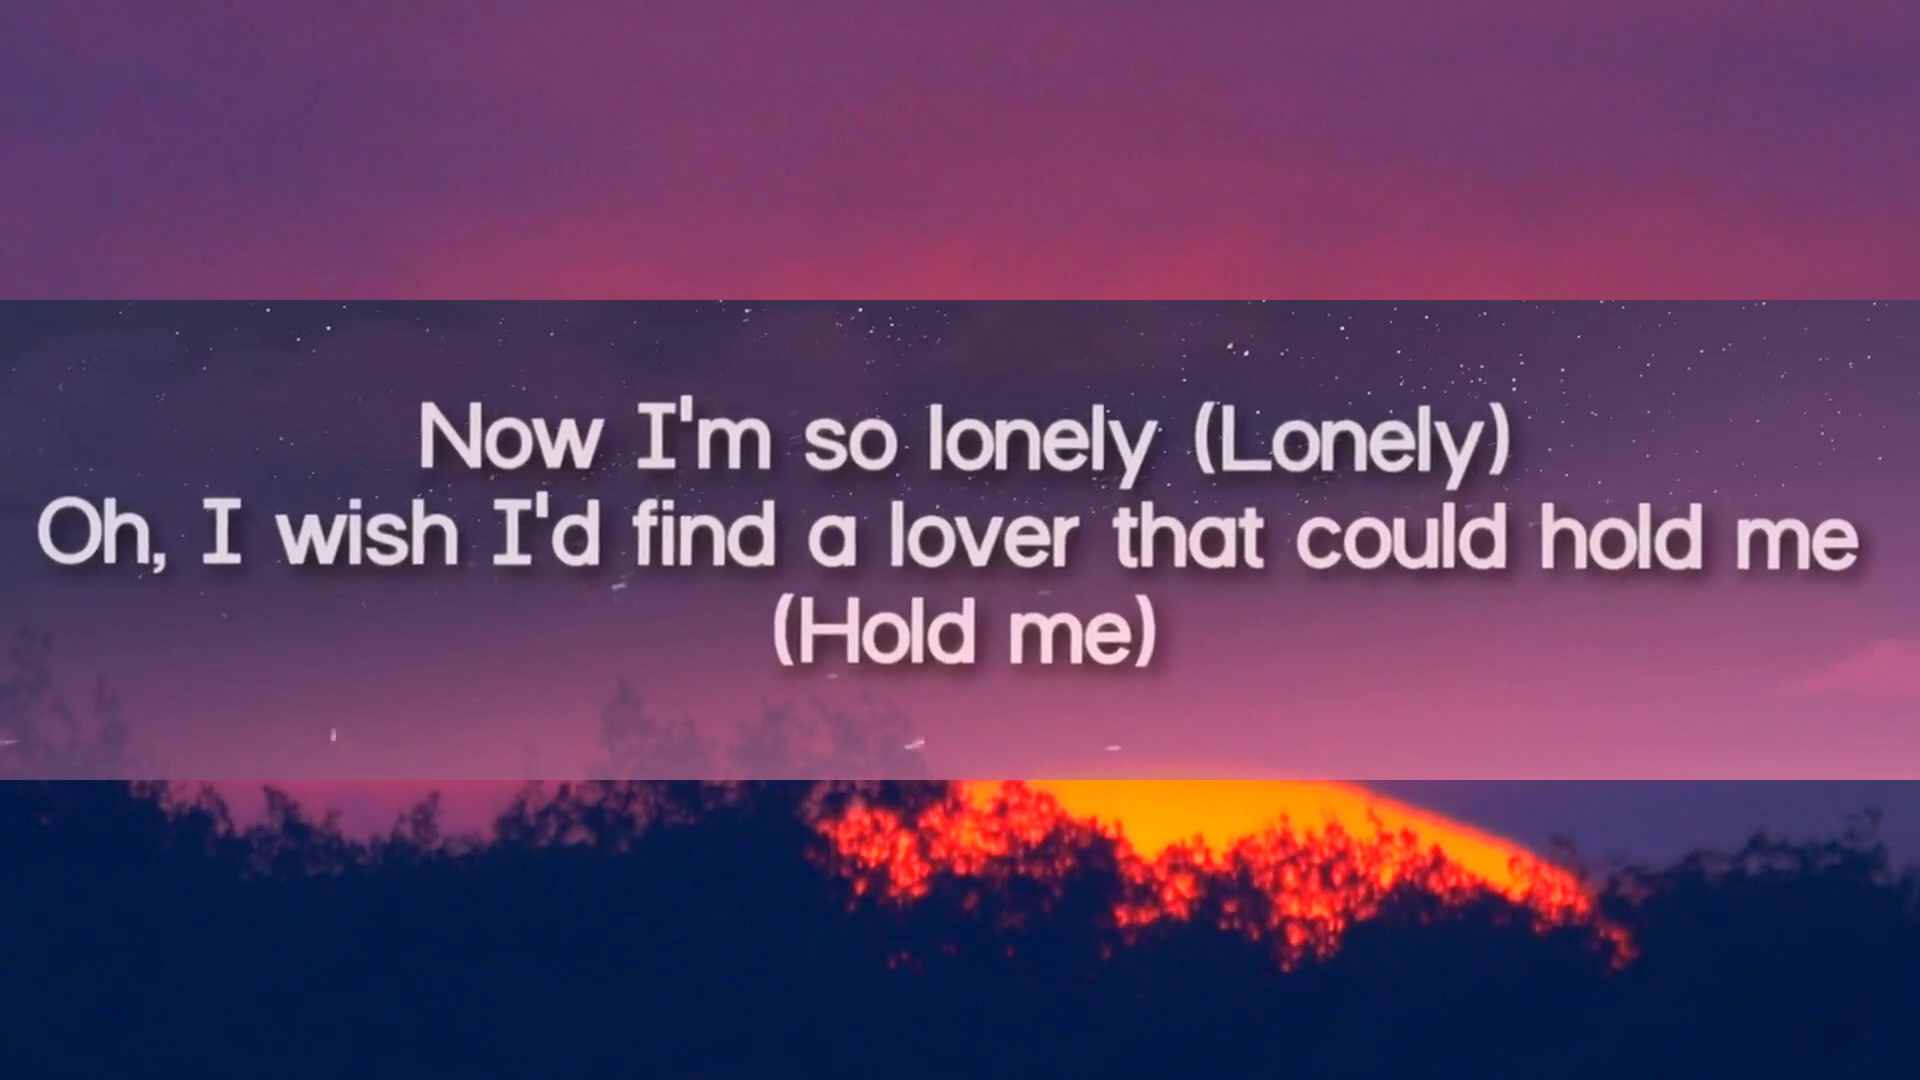 Now I'm so lonely (Lonely)
Oh, I wish I'd find a lover that could hold me
(Hold me)